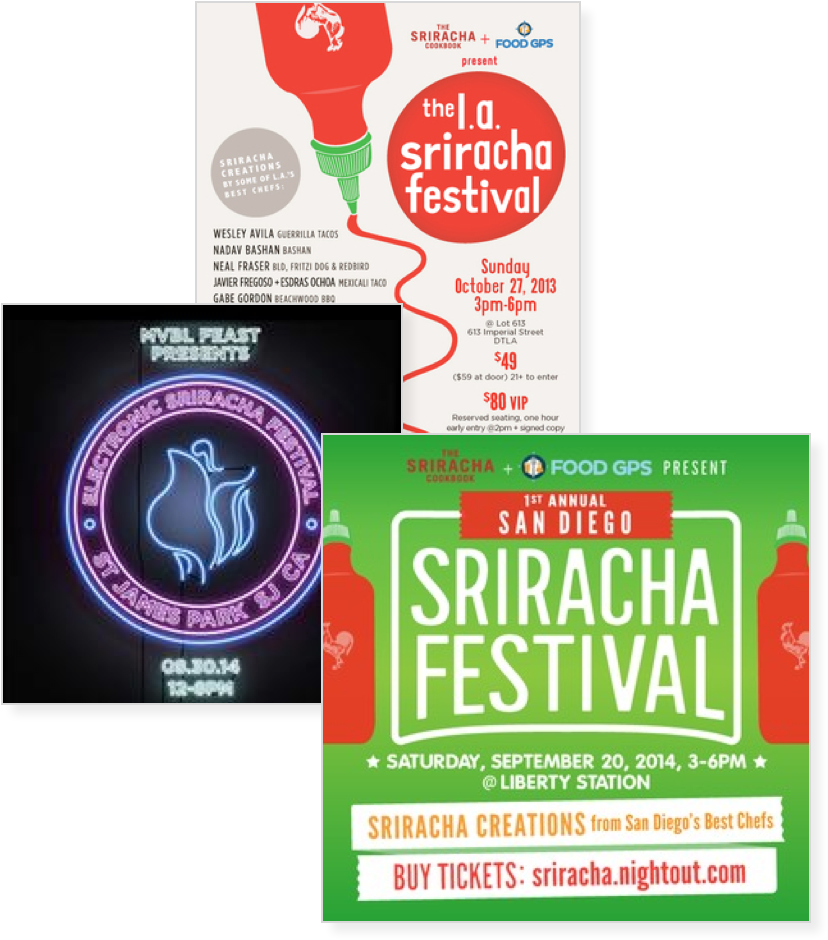 THE
SRIRACHA
COOKBOOK
+
FOOD GPS
present
the l.a.
sriracha
festival
SRIRACHA
CREATIONS
BY SOME OF L.A.'S
BEST CHEFS:
WESLEY AVILA GUERRILLA TACOS
NADAV BASHAN BASHAN
NEAL FRASER BLD, FRITZI DOG & REDBIRD
JAVIER FREGOSO + ESDRAS OCHOA MEXICALI TACO
GABE GORDON BEACHWOOD BBQ
Sunday
October 27, 2013
3pm-6pm
@ Lot 613
613 Imperial Street
DTLA
$49
($59 at door) 21+ to enter
$80 VIP
Reserved seating, one hour
early entry @2pm + signed copy
MVBL FEAST
PRESENTS
ELECTRONIC SRIRACHA FESTIVAL
ST JAMES PARK SJ CA
08.30.14
12-8PM
THE
SRIRACHA
COOKBOOK
+ FOOD GPS PRESENT
1ST ANNUAL
SAN DIEGO
SRIRACHA
FESTIVAL
SATURDAY, SEPTEMBER 20, 2014, 3-6PM
@ LIBERTY STATION
SRIRACHA CREATIONS from San Diego's Best Chefs
BUY TICKETS: sriracha.nightout.com